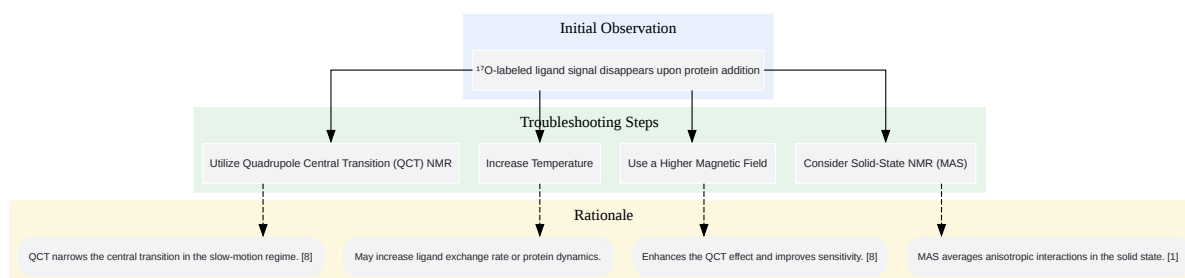 Initial Observation
¹⁷O-labeled ligand signal disappears upon protein addition
Troubleshooting Steps
Utilize Quadrupole Central Transition (QCT) NMR
Increase Temperature
Use a Higher Magnetic Field
Consider Solid-State NMR (MAS)
Rationale
QCT narrows the central transition in the slow-motion regime. [8]
May increase ligand exchange rate or protein dynamics.
Enhances the QCT effect and improves sensitivity. [8]
MAS averages anisotropic interactions in the solid state. [1]